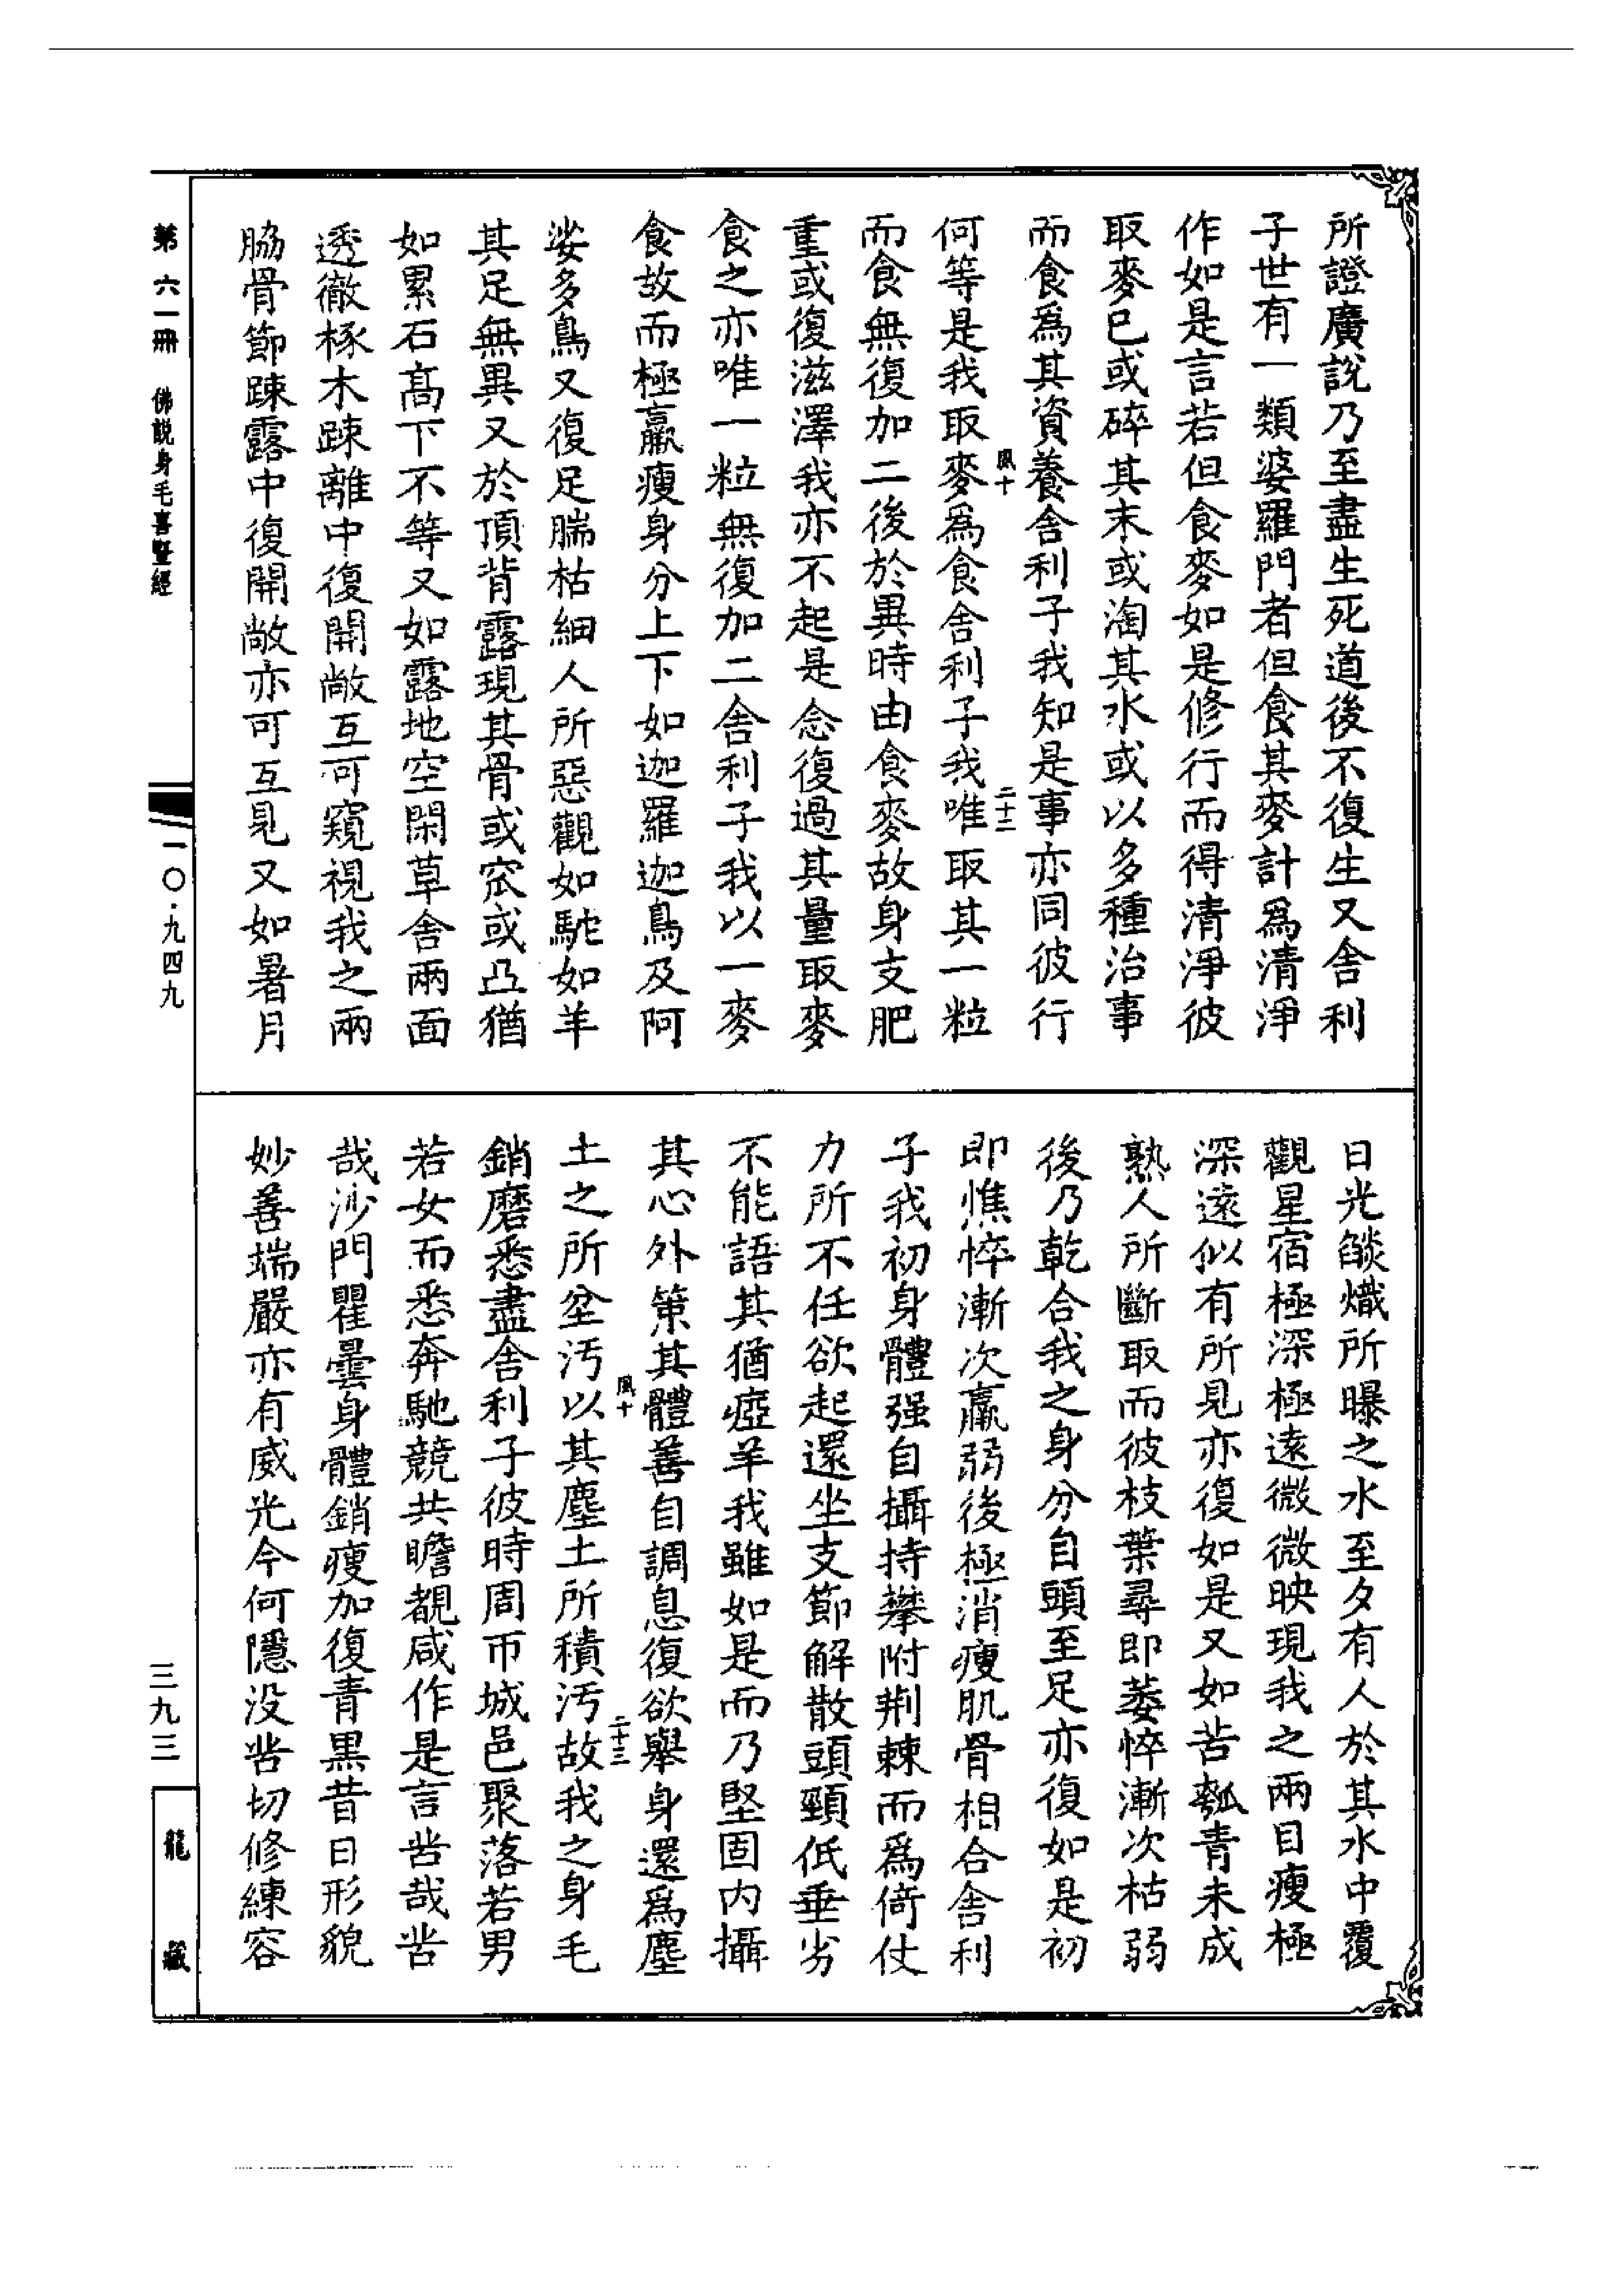 所證廣說乃至盡生死道後不復生又舍利
子世有一類婆羅門者但食其麥計爲清淨
作如是言若但食麥如是修行而得清淨彼
取麥已或碎其末或淘其水或以多種治事
而食爲其資養舍利子我知是事亦同彼行
風十
二十二
何等是我取麥爲食舍利子我唯取其一粒
而食無復加二後於異時由食麥故身支肥
重或復滋澤我亦不起是念復過其量取麥
食之亦唯一粒無復加二舍利子我以一麥
食故而極羸瘦身分上下如迦羅迦鳥及阿
娑多鳥又復足腨枯細人所惡觀如駝如羊
其足無異又於頂背露現其骨或窊或凸猶
如累石高下不等又如露地空閑草舍兩面
透徹椓木踈離中復開敞互可窺視我之兩
脇骨節踈露中復開敞亦可互見又如暑月
日光燄熾所曝之水至夕有人於其水中覆
觀星宿極深極遠微微映現我之兩目瘦極
深遠似有所見亦復如是又如苦瓠青未成
熟人所斷取而彼枝葉尋即萎悴漸次枯弱
後乃乾合我之身分自頭至足亦復如是初
即憔悴漸次羸弱後極消瘦肌骨相合舍利
子我初身體强自攝持攀附荆棘而爲倚仗
力所不任欲起還坐支節解散頭頸低垂劣
不能語其猶瘂羊我雖如是而乃堅固內攝
其心外策其體善自調息復欲舉身還爲塵
風十
二十三
土之所坌污以其塵土所積污故我之身毛
銷磨悉盡舍利子彼時周帀城邑聚落若男
若女而悉奔馳競共瞻覩咸作是言苦哉苦
哉沙門瞿曇身體銷瘦加復青黑昔日形貌
妙善端嚴亦有威光今何隱没苦切修練容
第六一冊 佛說身毛喜豎經
一〇·九四九
三九三
龍藏